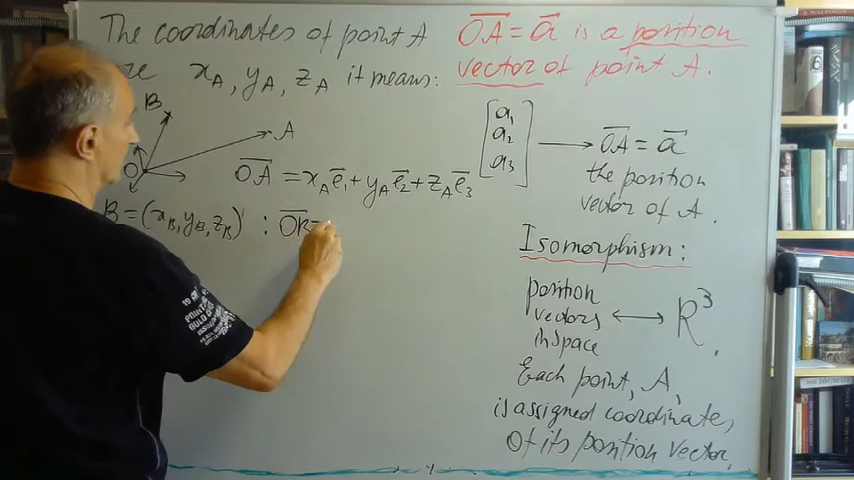 The coordinates of point A
x_A, y_A, z_A it means:
B
A
O
OA = x_A e_1 + y_A e_2 + z_A e_3
B = (x_B, y_B, z_B) : OB =
OA = a is a position
vector of point A.
[a_1
a_2
a_3] → OA = a
the position
vector of A.
Isomorphism:
position
vectors ↔ R^3
in space
Each point, A,
is assigned coordinates,
of its position vector.